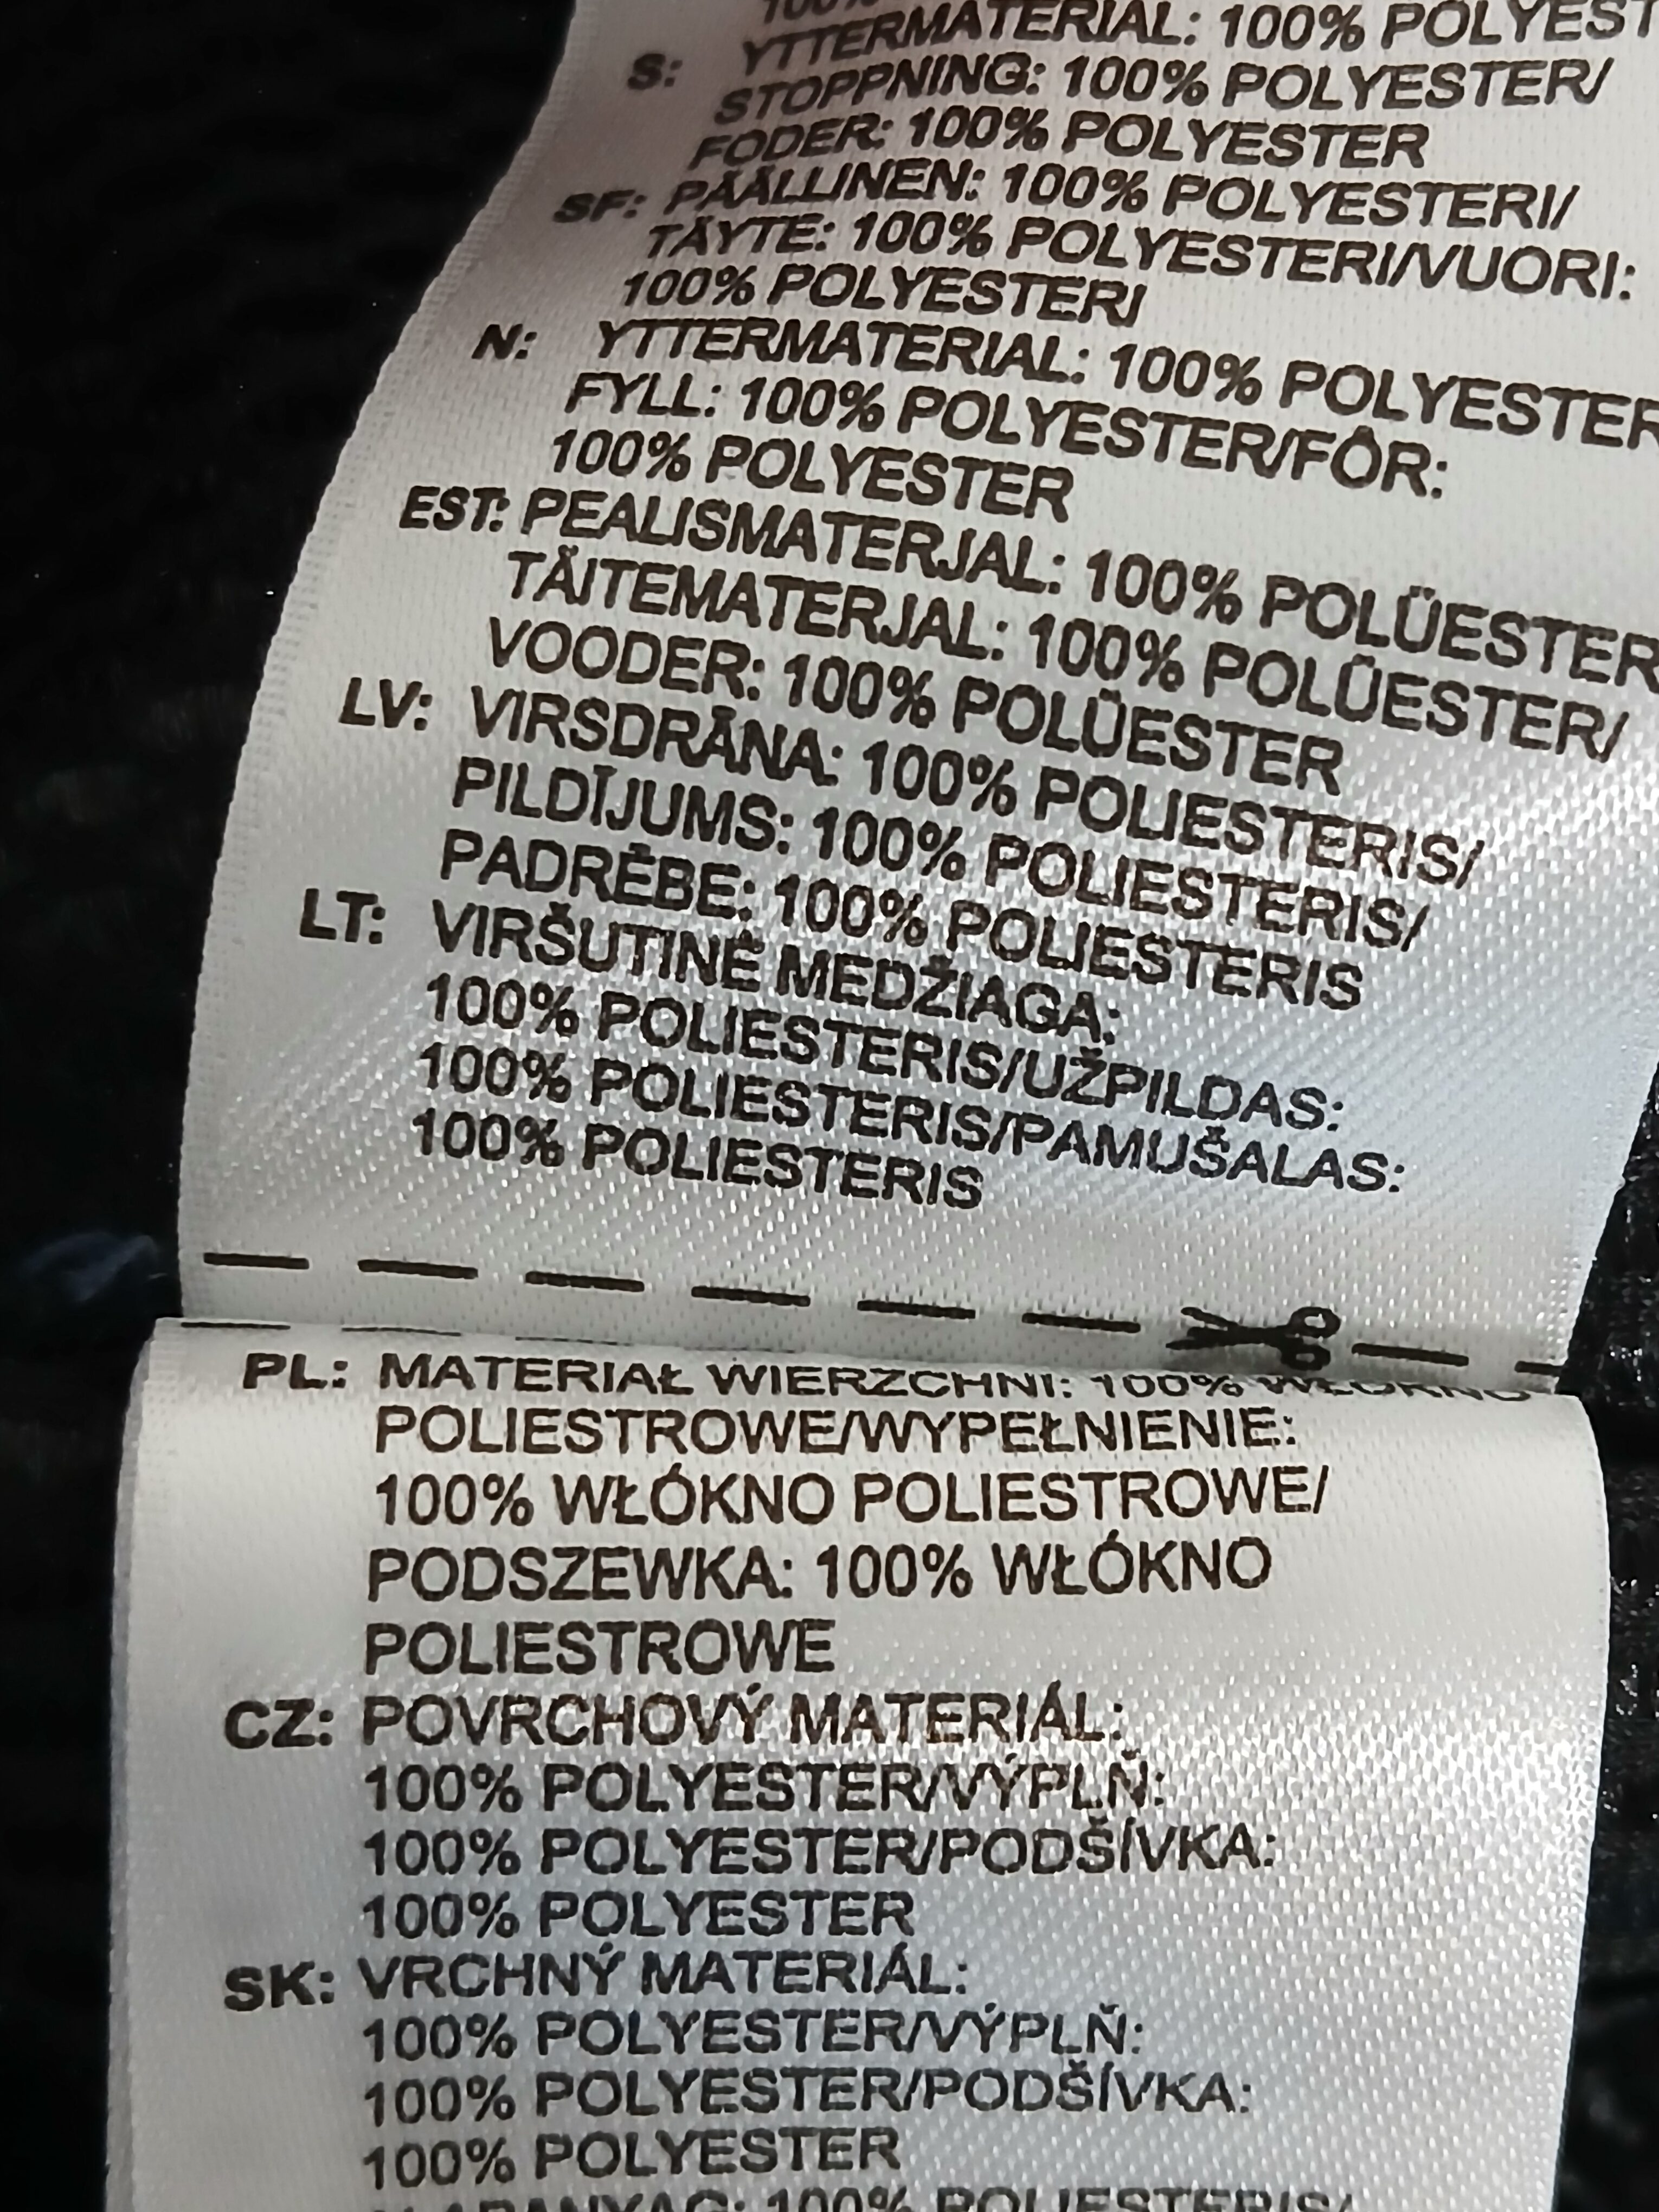 S: YTTERMATERIAL: 100%
STOPPNING: 100% POLYESTER/
FODER: 100% POLYESTER
SF: PÄÄLLINEN: 100% POLYESTERI/
TÄYTE: 100% POLYESTERI/VUORI:
100% POLYESTERI
N: YTTERMATERIAL: 100% POLYESTER
FYLL: 100% POLYESTER/FÔR:
100% POLYESTER
EST: PEALISMATERJAL: 100% POLÜESTER
TÄITEMATERJAL: 100% POLÜESTER/
VOODER: 100% POLÜESTER
LV: VIRSDRĀNA: 100% POLIESTERIS/
PILDĪJUMS: 100% POLIESTERIS/
PADRĒBE: 100% POLIESTERIS
LT: VIRŠUTINĖ MEDŽIAGA:
100% POLIESTERIS/UŽPILDAS:
100% POLIESTERIS/PAMUŠALAS:
100% POLIESTERIS
PL: MATERIAŁ WIERZCHNI: 100% WŁÓKNO
POLIESTROWE/WYPEŁNIENIE:
100% WŁÓKNO POLIESTROWE/
PODSZEWKA: 100% WŁÓKNO
POLIESTROWE
CZ: POVRCHOVÝ MATERIÁL:
100% POLYESTER/VÝPLŇ:
100% POLYESTER/PODŠÍVKA:
100% POLYESTER
SK: VRCHNÝ MATERIÁL:
100% POLYESTER/VÝPLŇ:
100% POLYESTER/PODŠÍVKA:
100% POLYESTER
100%